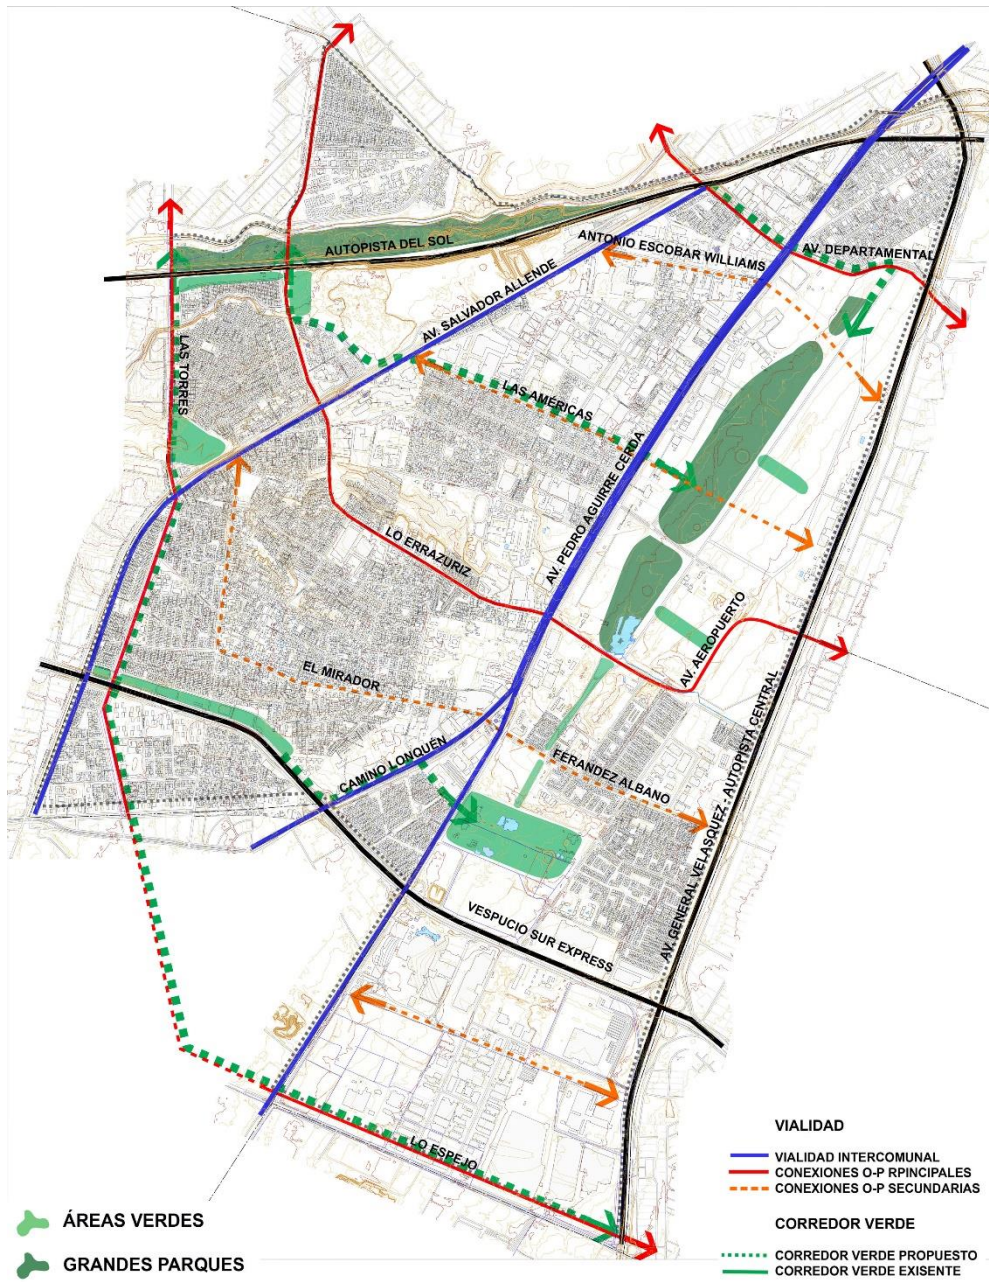 AUTOPISTA DEL SOL
ANTONIO ESCOBAR WILLIAMS
AV. DEPARTAMENTAL
AV. SALVADOR ALLENDE
LAS TORRES
LAS AMÉRICAS
AV. PEDRO AGUIRRE CERDA
LO ERRAZURIZ
AV. AEROPUERTO
EL MIRADOR
CAMINO LONQUÉN
FERANDEZ ALBANO
AV. GENERAL VELASQUEZ - AUTOPISTA CENTRAL
VESPUCIO SUR EXPRESS
LO ESPEJO
VIALIDAD
VIALIDAD INTERCOMUNAL
CONEXIONES O-P RPINCIPALES
CONEXIONES O-P SECUNDARIAS
CORREDOR VERDE
CORREDOR VERDE PROPUESTO
CORREDOR VERDE EXISENTE
ÁREAS VERDES
GRANDES PARQUES